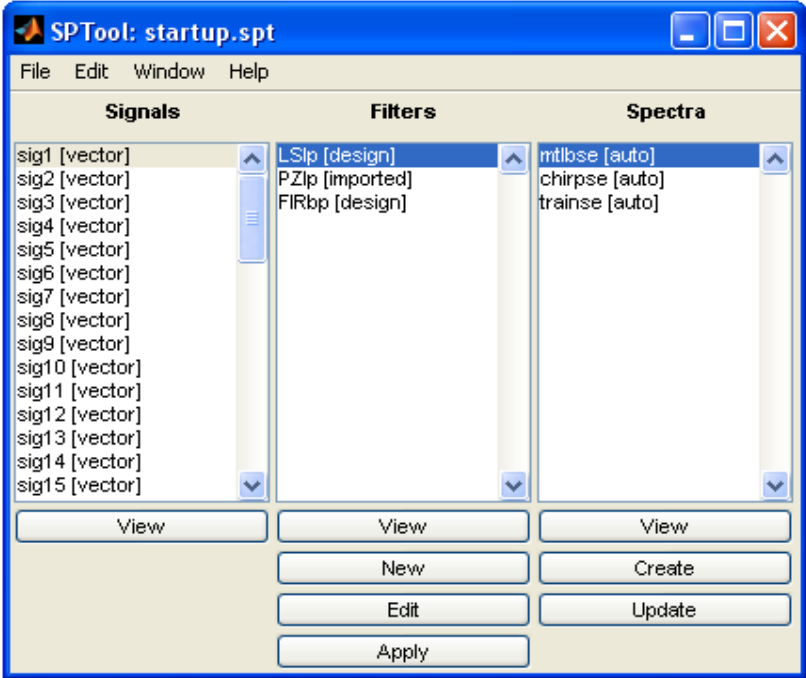 SPTool: startup.spt
File Edit Window Help
Signals
sig1 [vector]
sig2 [vector]
sig3 [vector]
sig4 [vector]
sig5 [vector]
sig6 [vector]
sig7 [vector]
sig8 [vector]
sig9 [vector]
sig10 [vector]
sig11 [vector]
sig12 [vector]
sig13 [vector]
sig14 [vector]
sig15 [vector]
View
Filters
LSlp [design]
PZlp [imported]
FIRbp [design]
View
New
Edit
Apply
Spectra
mtlbse [auto]
chirpse [auto]
trainse [auto]
View
Create
Update